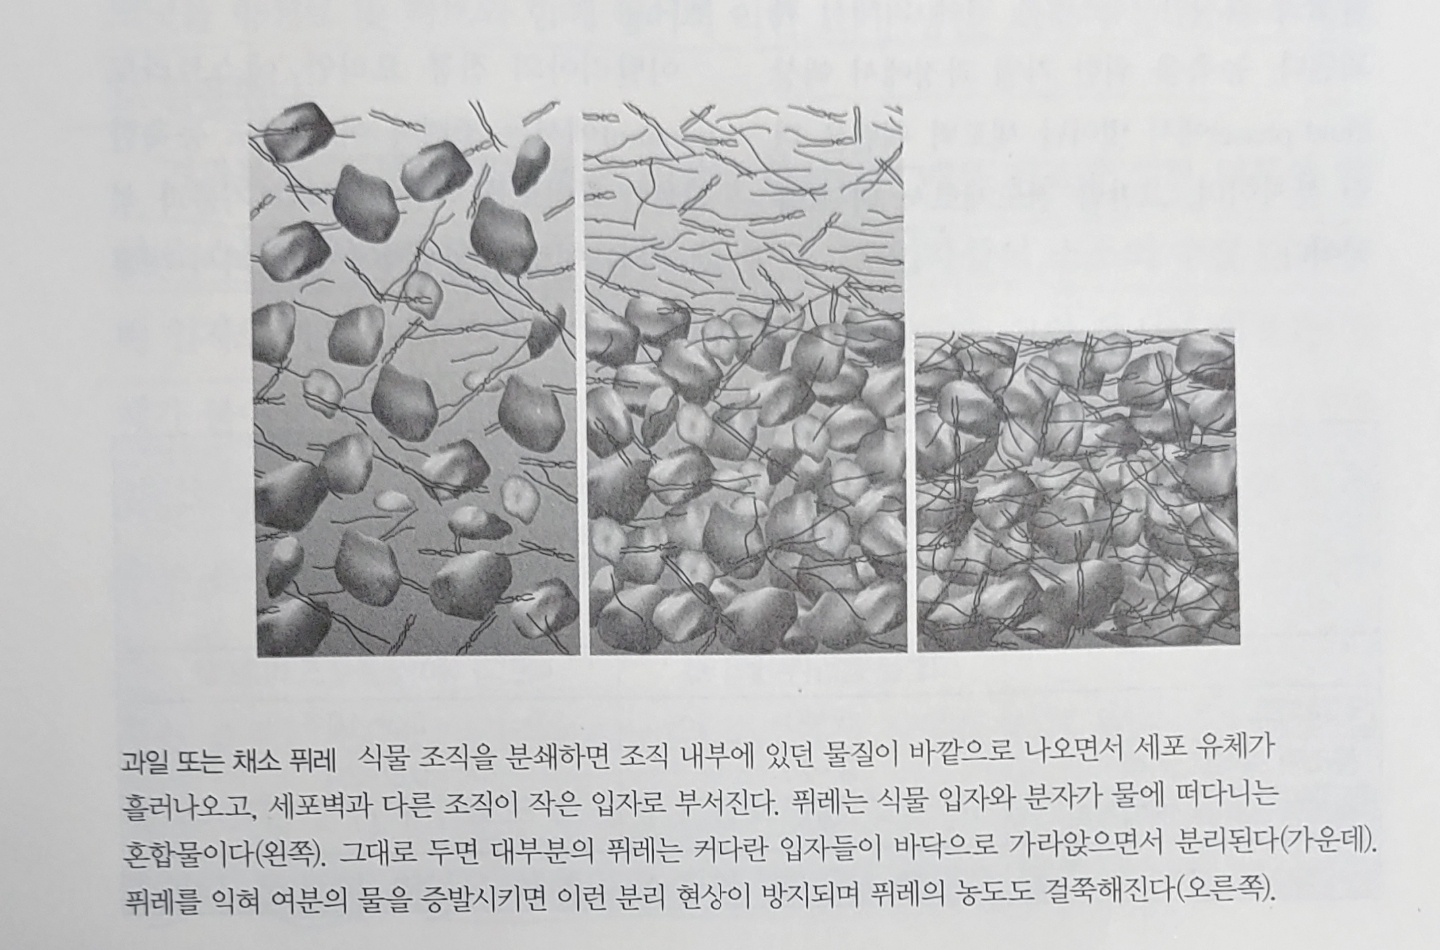 과일 또는 채소 퓌레 식물 조직을 분쇄하면 조직 내부에 있던 물질이 바깥으로 나오면서 세포 유체가
흘러나오고, 세포벽과 다른 조직이 작은 입자로 부서진다. 퓌레는 식물 입자와 분자가 물에 떠다니는
혼합물이다(왼쪽). 그대로 두면 대부분의 퓌레는 커다란 입자들이 바닥으로 가라앉으면서 분리된다(가운데).
퓌레를 익혀 여분의 물을 증발시키면 이런 분리 현상이 방지되며 퓌레의 농도도 걸쭉해진다(오른쪽).